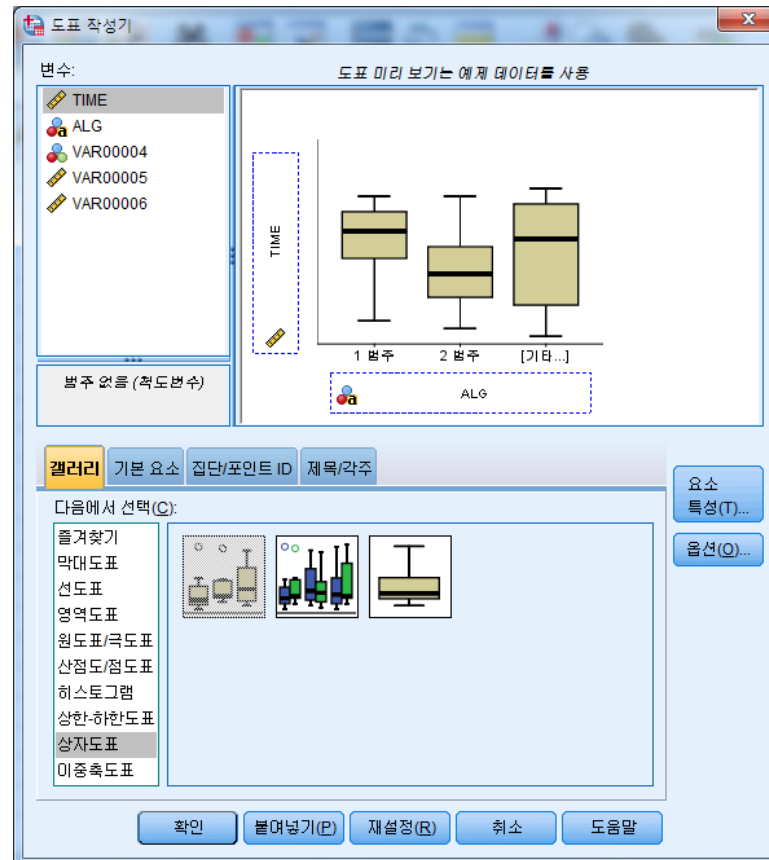 도표 작성기
변수:
도표 미리 보기는 예제 데이터를 사용
TIME
ALG
VAR00004
VAR00005
VAR00006
범주 없음 (척도변수)
TIME
1 범주
2 범주
[기타...]
ALG
갤러리
기본 요소
집단/포인트 ID
제목/각주
다음에서 선택(C):
즐겨찾기
막대도표
선도표
영역도표
원도표/극도표
산점도/점도표
히스토그램
상한-하한도표
상자도표
이중축도표
요소
특성(T)...
옵션(O)...
확인
붙여넣기(P)
재설정(R)
취소
도움말